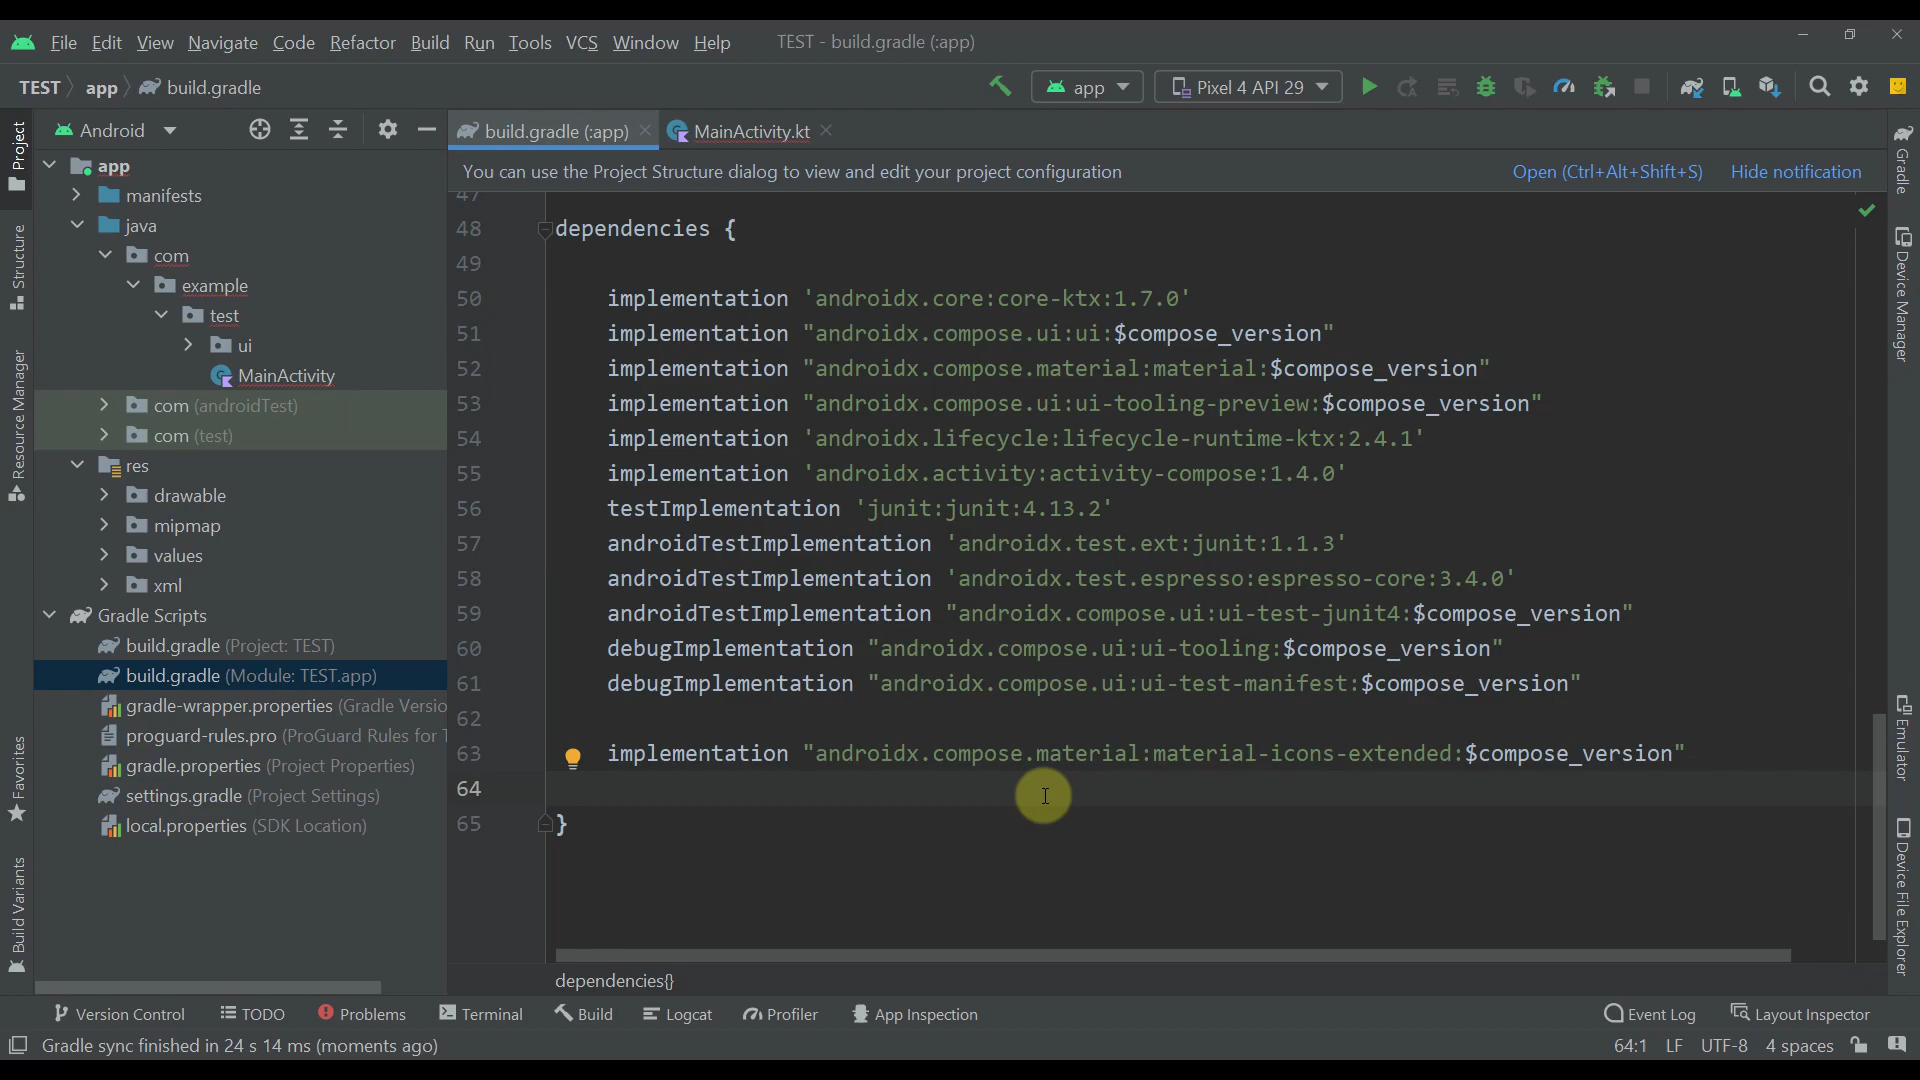 File Edit View Navigate Code Refactor Build Run Tools VCS Window Help TEST - build.gradle (:app)
TEST app build.gradle app Pixel 4 API 29
Android
build.gradle (:app) MainActivity.kt
You can use the Project Structure dialog to view and edit your project configuration Open (Ctrl+Alt+Shift+S) Hide notification
Project
Structure
Resource Manager
Favorites
Build Variants
app
manifests
java
com
example
test
ui
MainActivity
com (androidTest)
com (test)
res
drawable
mipmap
values
xml
Gradle Scripts
build.gradle (Project: TEST)
build.gradle (Module: TEST.app)
gradle-wrapper.properties (Gradle Versio
proguard-rules.pro (ProGuard Rules for T
gradle.properties (Project Properties)
settings.gradle (Project Settings)
local.properties (SDK Location)
47
48 dependencies {
49
50 implementation 'androidx.core:core-ktx:1.7.0'
51 implementation "androidx.compose.ui:ui:$compose_version"
52 implementation "androidx.compose.material:material:$compose_version"
53 implementation "androidx.compose.ui:ui-tooling-preview:$compose_version"
54 implementation 'androidx.lifecycle:lifecycle-runtime-ktx:2.4.1'
55 implementation 'androidx.activity:activity-compose:1.4.0'
56 testImplementation 'junit:junit:4.13.2'
57 androidTestImplementation 'androidx.test.ext:junit:1.1.3'
58 androidTestImplementation 'androidx.test.espresso:espresso-core:3.4.0'
59 androidTestImplementation "androidx.compose.ui:ui-test-junit4:$compose_version"
60 debugImplementation "androidx.compose.ui:ui-tooling:$compose_version"
61 debugImplementation "androidx.compose.ui:ui-test-manifest:$compose_version"
62
63 implementation "androidx.compose.material:material-icons-extended:$compose_version"
64
65 }
dependencies{}
Gradle
Device Manager
Emulator
Device File Explorer
Version Control TODO Problems Terminal Build Logcat Profiler App Inspection Event Log Layout Inspector
Gradle sync finished in 24 s 14 ms (moments ago) 64:1 LF UTF-8 4 spaces